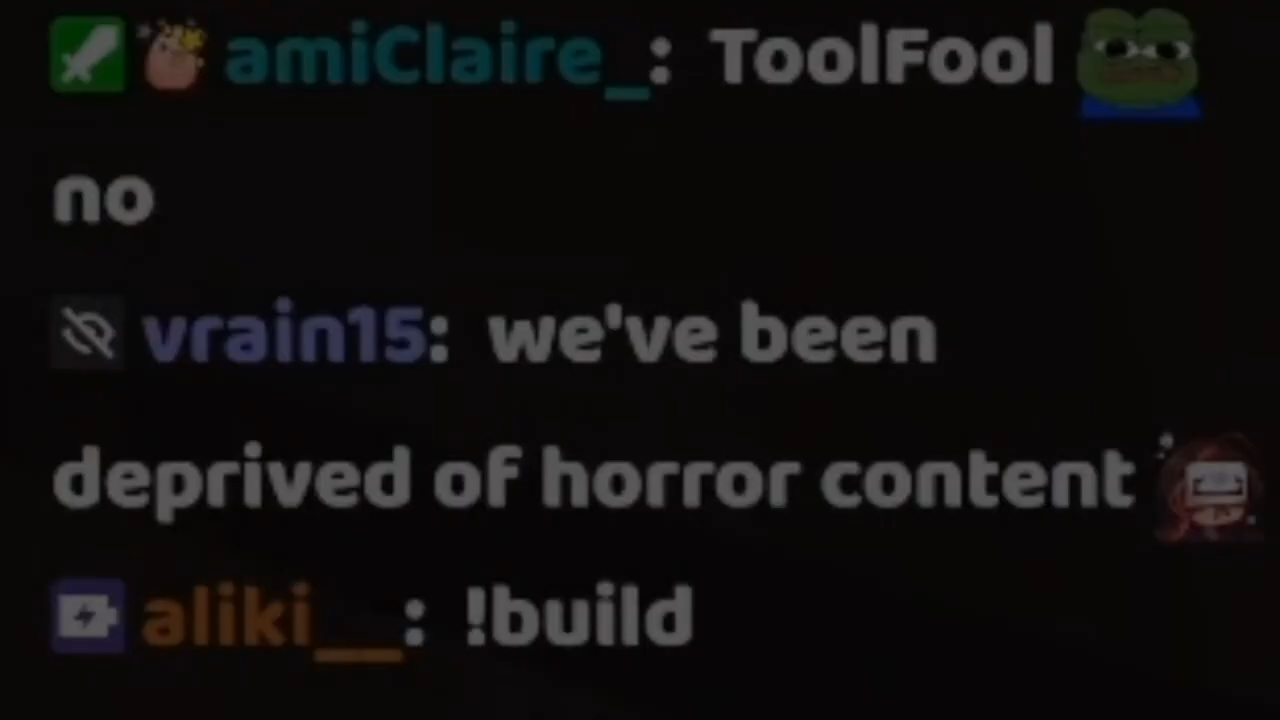 amiClaire_: ToolFool
no
vrain15: we've been
deprived of horror content
aliki__: !build